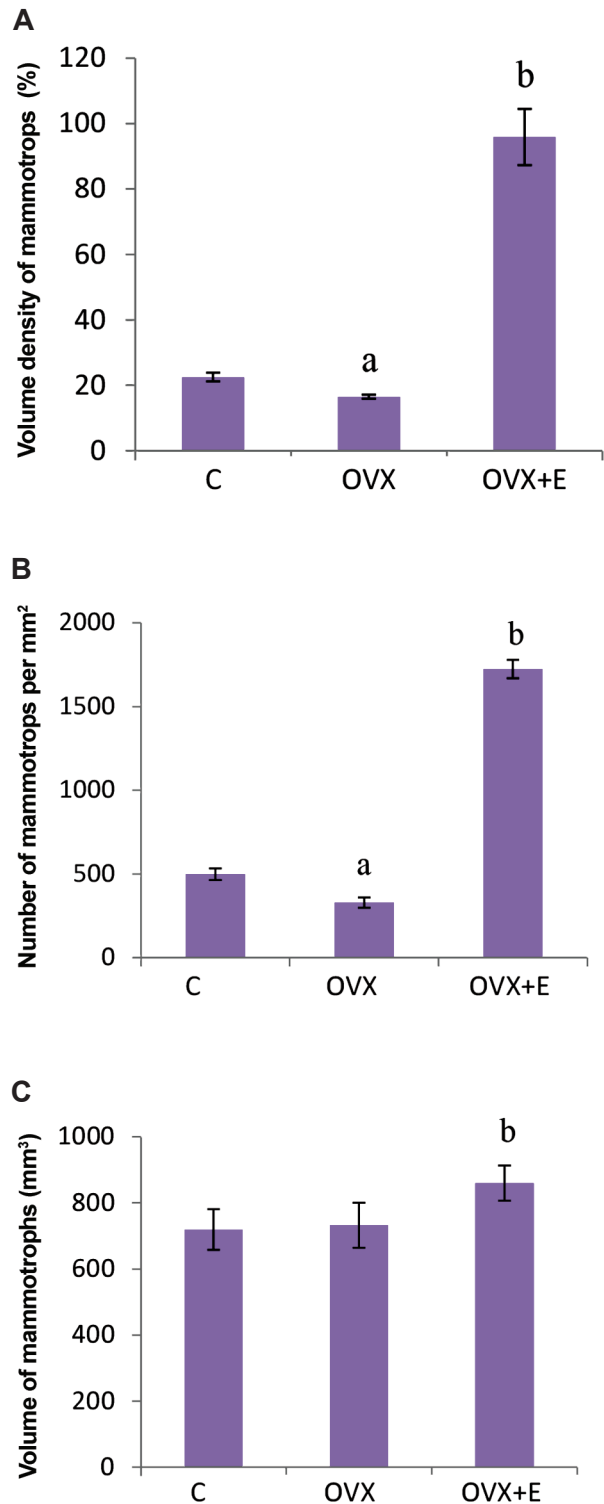 A
Volume density of mammotrops (%)
120
100
80
60
40
20
0
a
b
C OVX OVX+E
B
Number of mammotrops per mm²
2000
1500
1000
500
0
a
b
C OVX OVX+E
C
Volume of mammotrophs (mm³)
1000
800
600
400
200
0
b
C OVX OVX+E